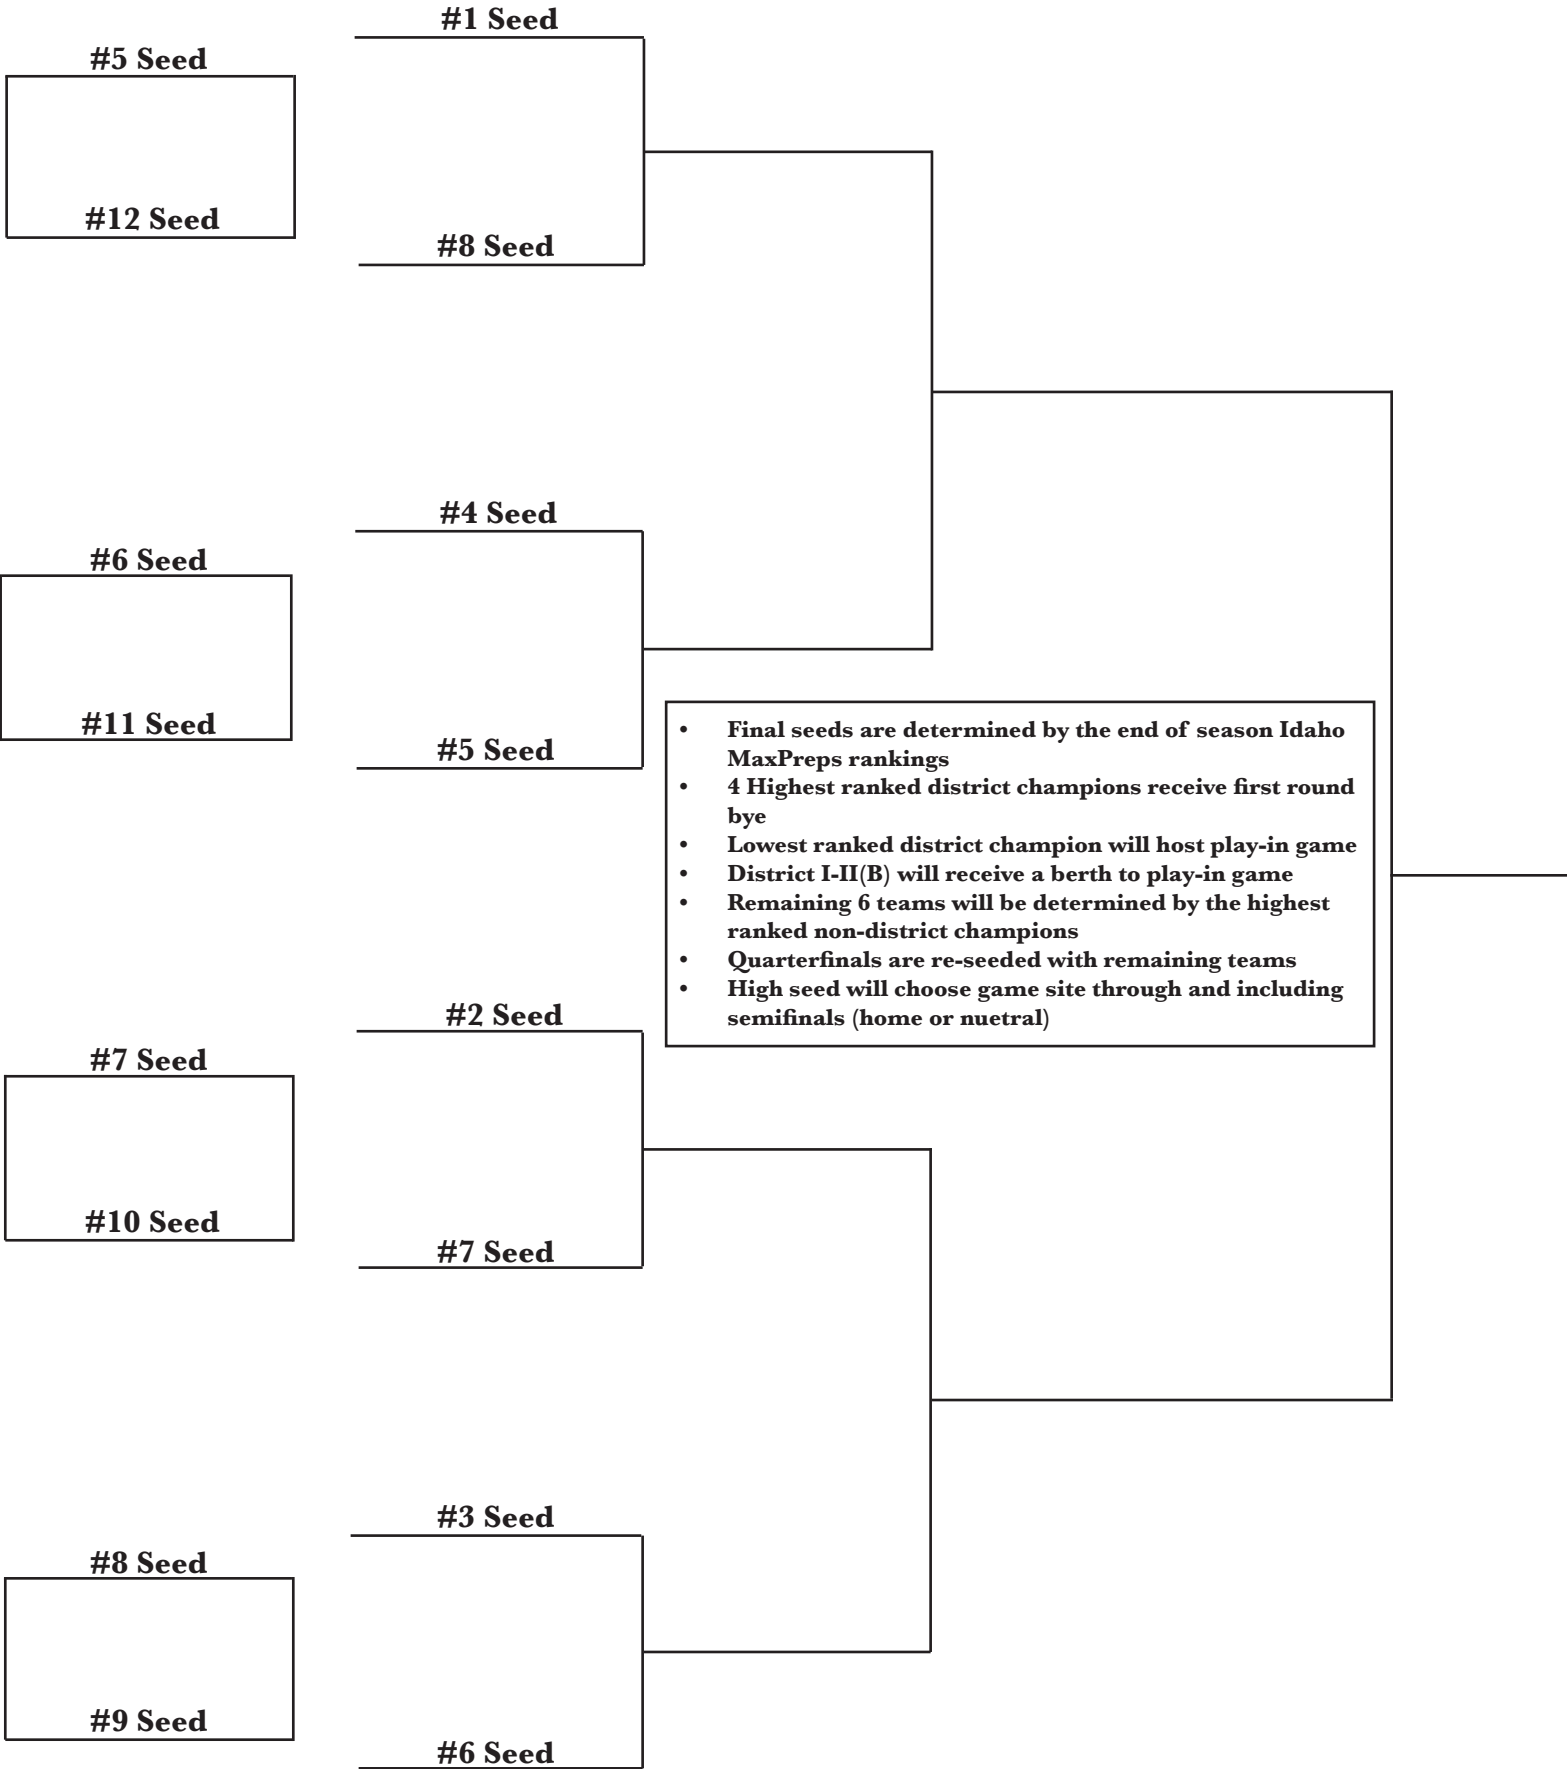 #1 Seed
#5 Seed
#12 Seed
#8 Seed
#4 Seed
#6 Seed
#11 Seed
#5 Seed
• Final seeds are determined by the end of season Idaho
MaxPreps rankings
• 4 Highest ranked district champions receive first round
bye
• Lowest ranked district champion will host play-in game
• District I-II(B) will receive a berth to play-in game
• Remaining 6 teams will be determined by the highest
ranked non-district champions
• Quarterfinals are re-seeded with remaining teams
• High seed will choose game site through and including
semifinals (home or nuetral)
#2 Seed
#7 Seed
#10 Seed
#7 Seed
#3 Seed
#8 Seed
#9 Seed
#6 Seed